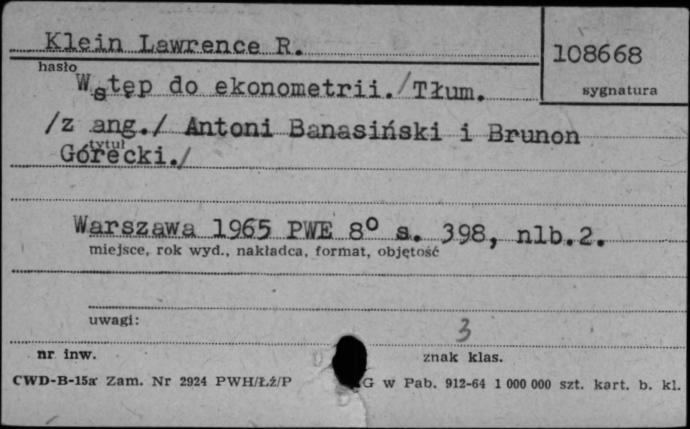 Klein Lawrence R.
108668
hasło
sygnatura
Wstęp do ekonometrii./Tłum.
/z ang./ Antoni Banasiński i Brunon
tytuł
Górecki./
Warszawa 1965 PWE 8° s. 398, nlb.2.
miejsce, rok wyd., nakładca, format, objętość
uwagi:
3
nr inw.
znak klas.
CWD-B-15a Zam. Nr 2924 PWH/Łź/P
G w Pab. 912-64 1 000 000 szt. kart. b. kl.